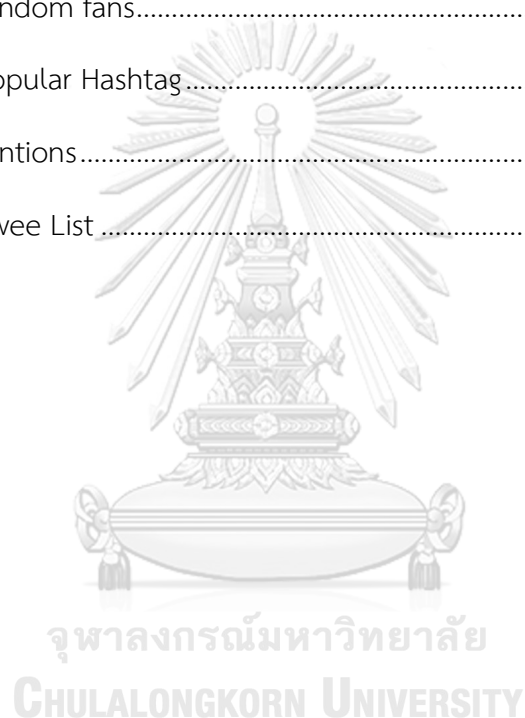 ndom fans........................................................
opular Hashtag................................................
ntions...............................................................
wee List...........................................................
จุฬาลงกรณ์มหาวิทยาลัย
CHULALONGKORN UNIVERSITY